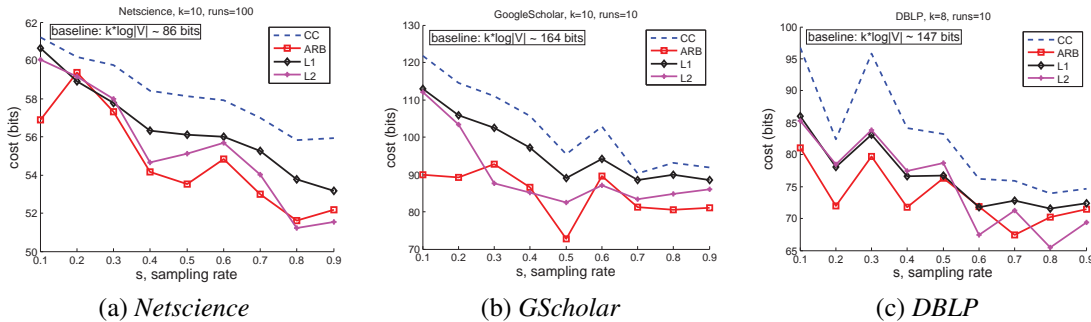 Netscience, k=10, runs=100
baseline: k*log|V| ~ 86 bits
CC
ARB
L1
L2
cost (bits)
62
60
58
56
54
52
50
0.1 0.2 0.3 0.4 0.5 0.6 0.7 0.8 0.9
s, sampling rate
(a) Netscience
GoogleScholar, k=10, runs=10
baseline: k*log|V| ~ 164 bits
CC
ARB
L1
L2
cost (bits)
130
120
110
100
90
80
70
0.1 0.2 0.3 0.4 0.5 0.6 0.7 0.8 0.9
s, sampling rate
(b) GScholar
DBLP, k=8, runs=10
baseline: k*log|V| ~ 147 bits
CC
ARB
L1
L2
cost (bits)
100
95
90
85
80
75
70
65
0.1 0.2 0.3 0.4 0.5 0.6 0.7 0.8 0.9
s, sampling rate
(c) DBLP